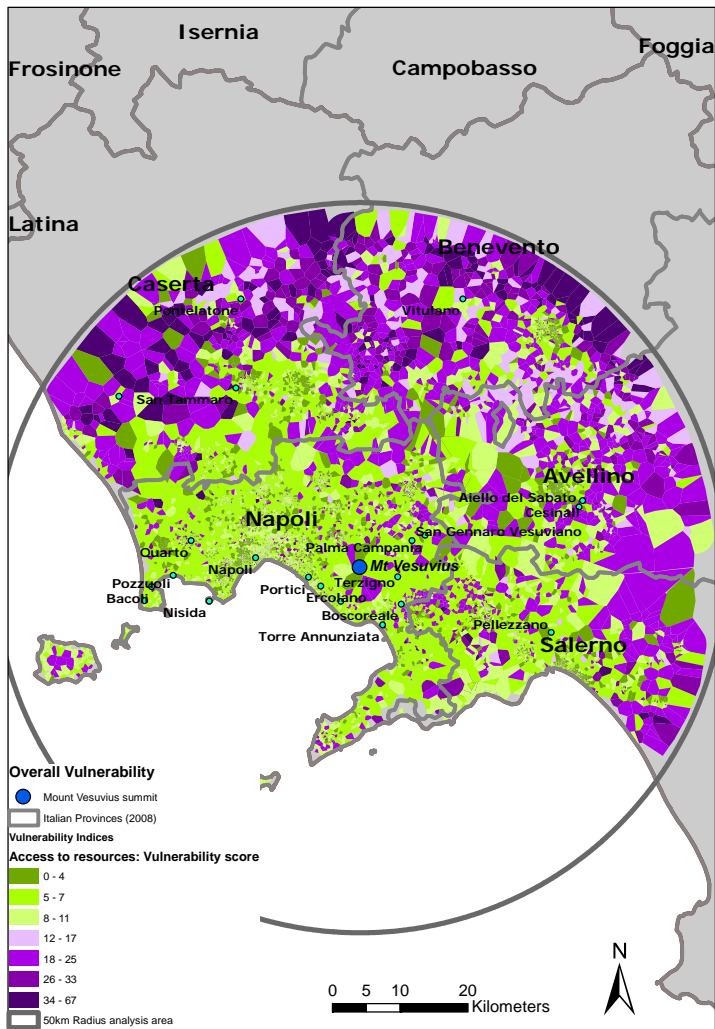 Isernia
Foggia
Frosinone
Campobasso
Latina
Benevento
Caserta
Pontelatone
Vitulano
San Tammaro
Avellino
Aiello del Sabato
Cesinali
Napoli
San Gennaro Vesuviano
Palma Campania
Quarto
Napoli
Mt Vesuvius
Pozzuoli
Portici
Terzigno
Bacoli
Ercolano
Nisida
Boscoreale
Pellezzano
Torre Annunziata
Salerno
Overall Vulnerability
Mount Vesuvius summit
Italian Provinces (2008)
Vulnerability Indices
Access to resources: Vulnerability score
0 - 4
5 - 7
8 - 11
12 - 17
18 - 25
26 - 33
34 - 67
50km Radius analysis area
N
0 5 10 20
Kilometers